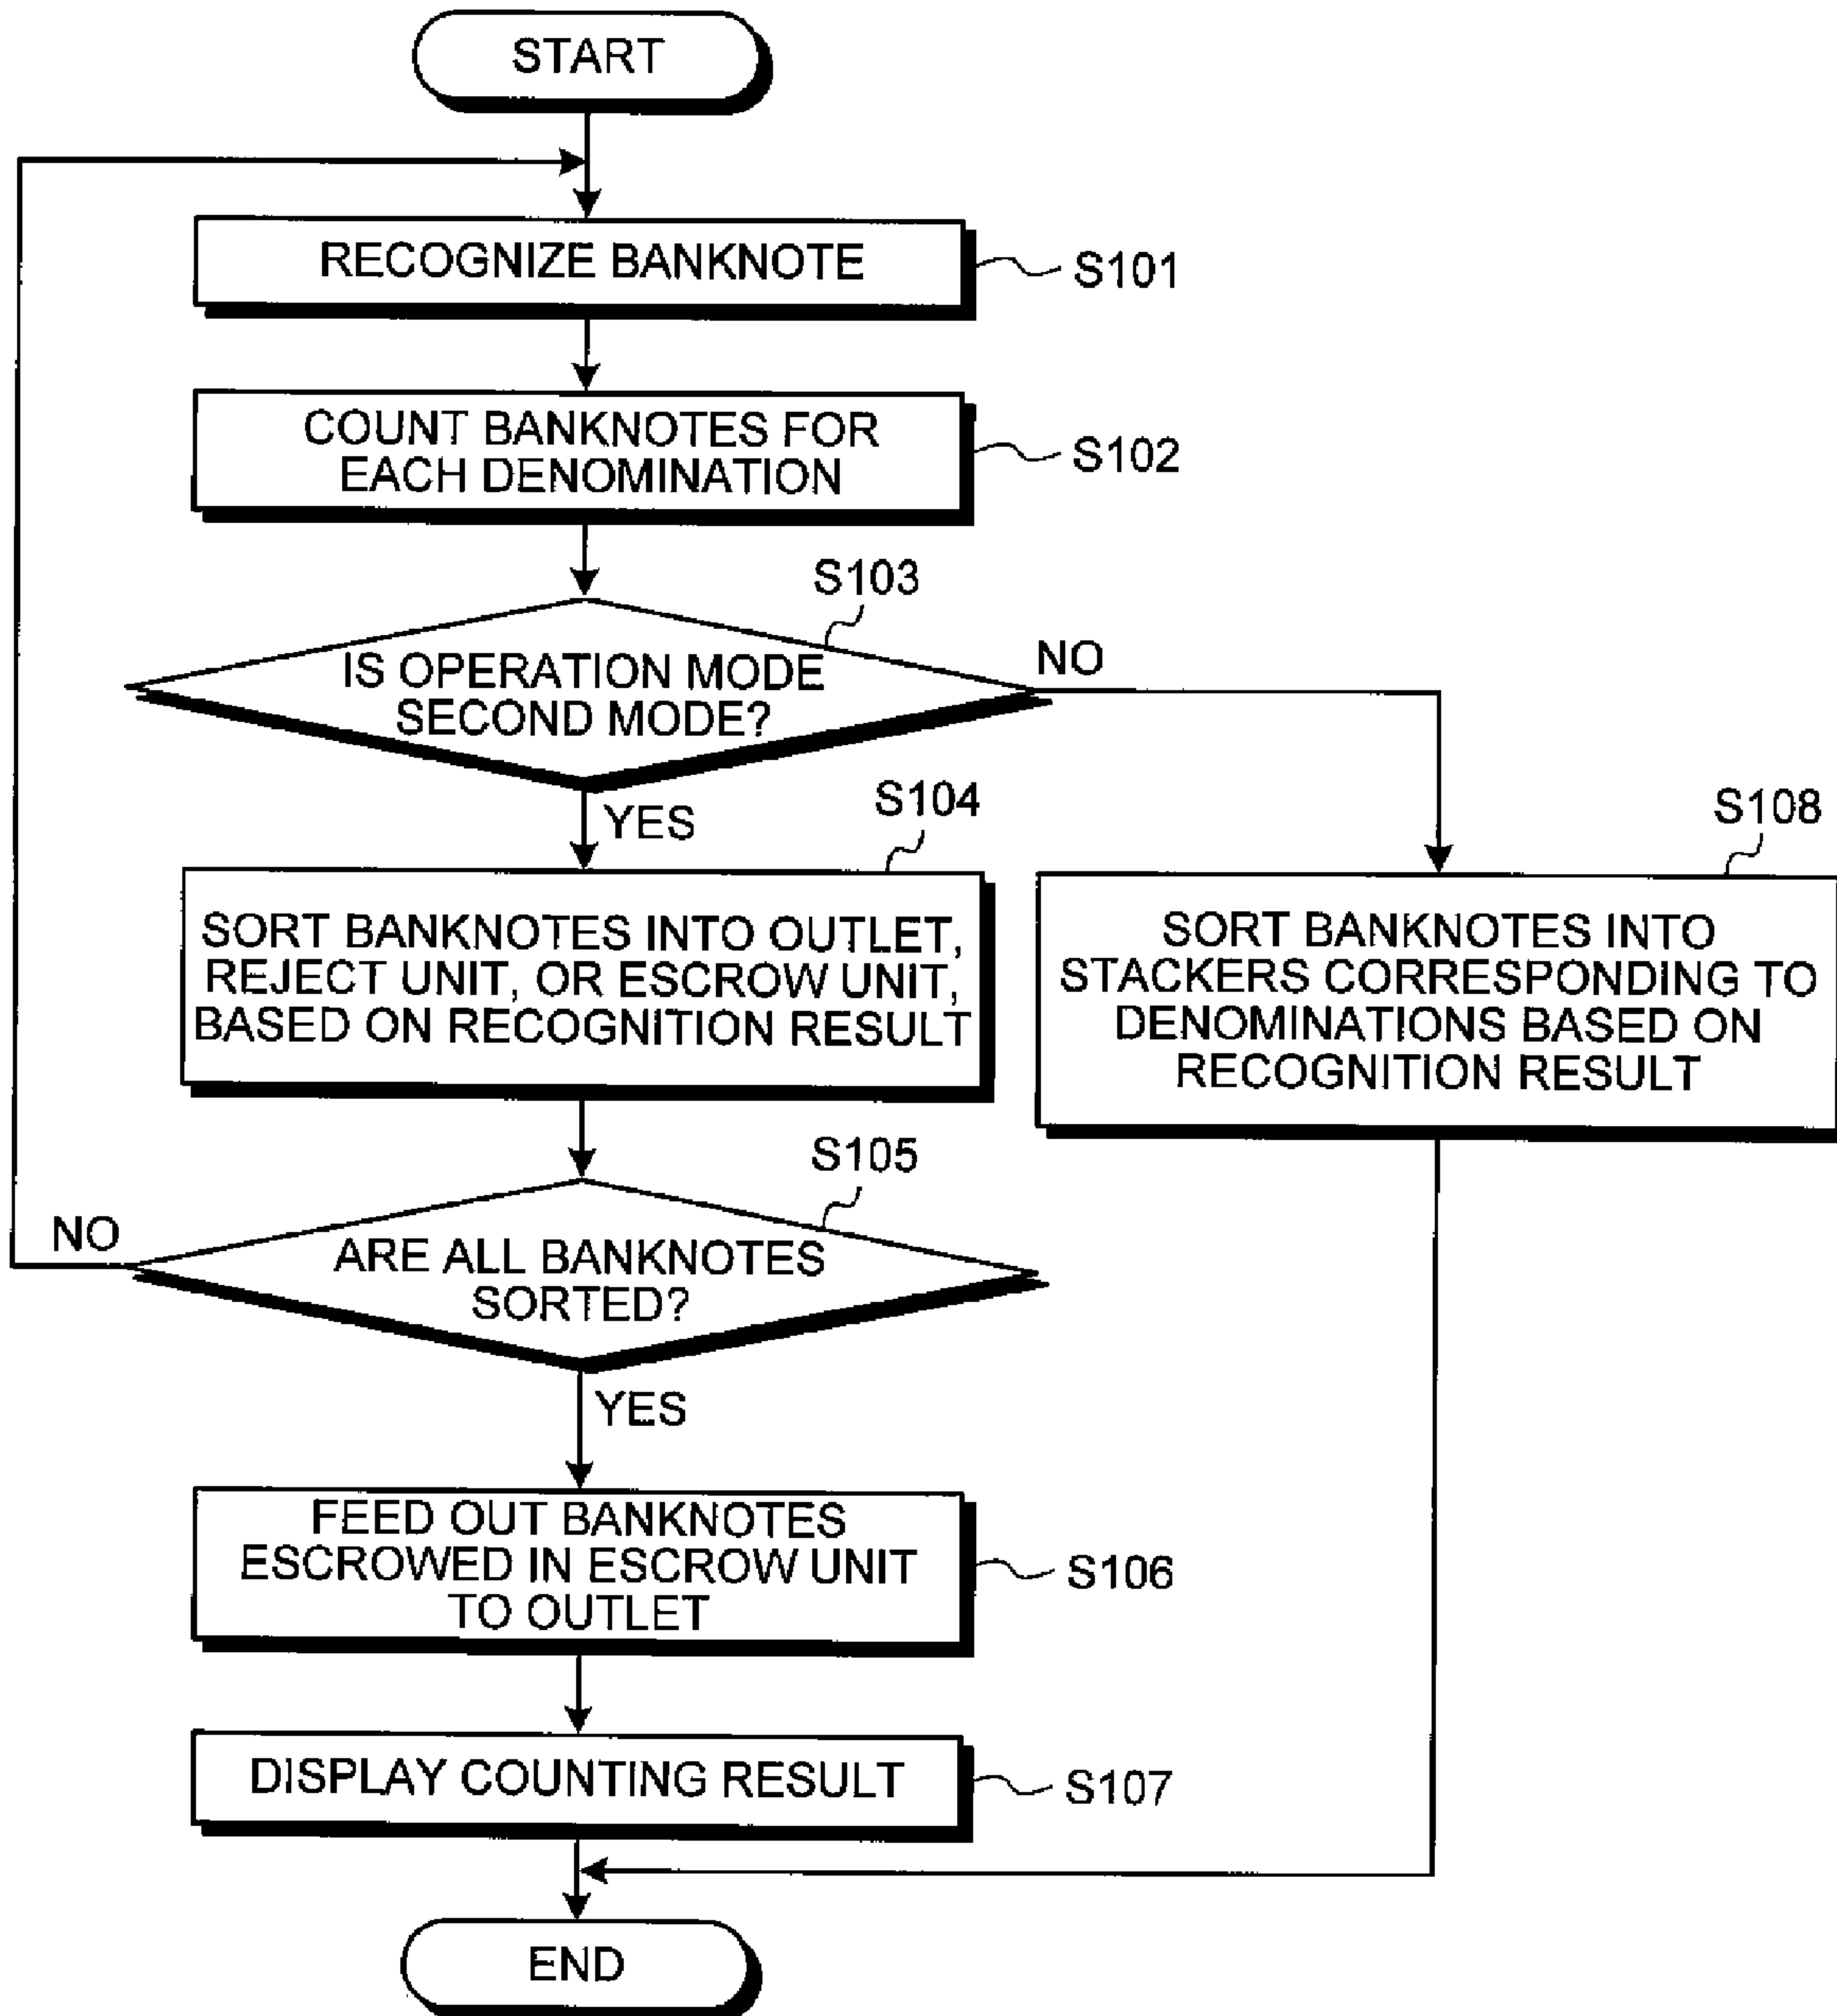 START
RECOGNIZE BANKNOTE
S101
COUNT BANKNOTES FOR
EACH DENOMINATION
S102
S103
IS OPERATION MODE
SECOND MODE?
NO
YES
S104
SORT BANKNOTES INTO OUTLET,
REJECT UNIT, OR ESCROW UNIT,
BASED ON RECOGNITION RESULT
S108
SORT BANKNOTES INTO
STACKERS CORRESPONDING TO
DENOMINATIONS BASED ON
RECOGNITION RESULT
S105
ARE ALL BANKNOTES
SORTED?
NO
YES
FEED OUT BANKNOTES
ESCROWED IN ESCROW UNIT
TO OUTLET
S106
DISPLAY COUNTING RESULT
S107
END